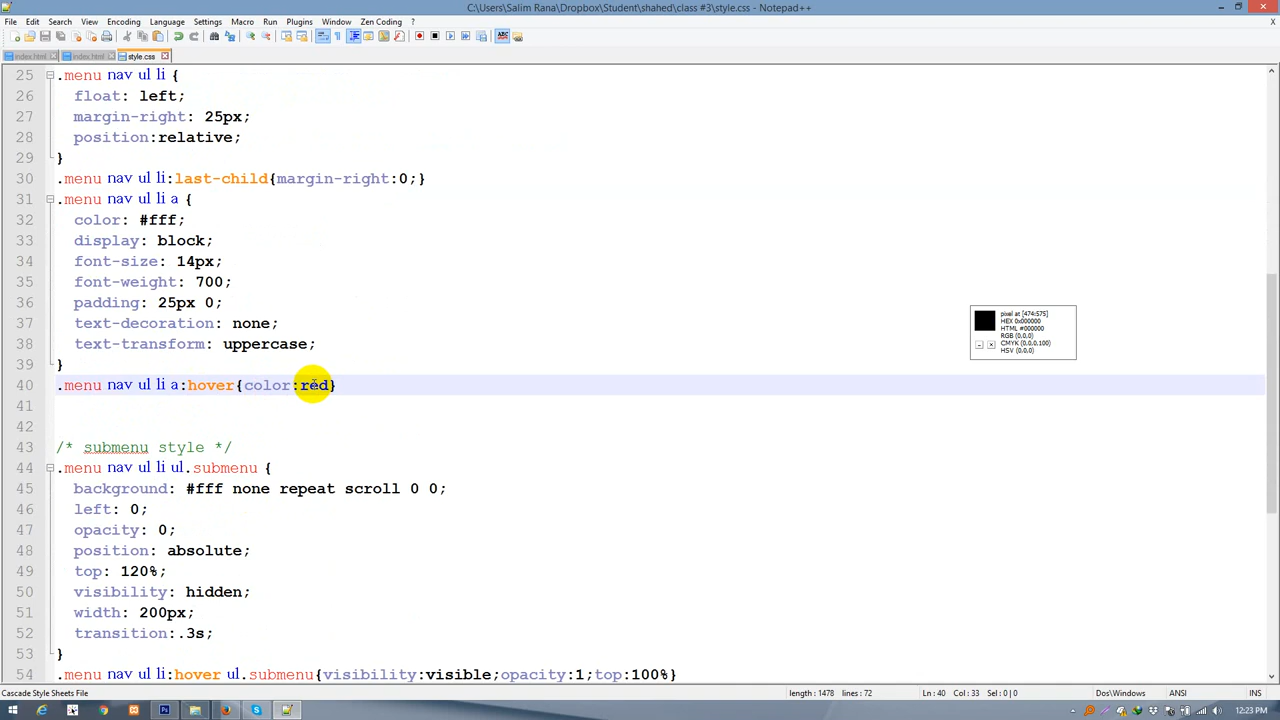 C:\Users\Salim Rana\Dropbox\Student\shahed\class #3\style.css - Notepad++
File Edit Search View Encoding Language Settings Macro Run Plugins Window Zen Coding ?
index.html index.html style.css
25 .menu nav ul li {
26 float: left;
27 margin-right: 25px;
28 position:relative;
29 }
30 .menu nav ul li:last-child{margin-right:0;}
31 .menu nav ul li a {
32 color: #fff;
33 display: block;
34 font-size: 14px;
35 font-weight: 700;
36 padding: 25px 0;
37 text-decoration: none;
38 text-transform: uppercase;
39 }
40 .menu nav ul li a:hover{color:red}
41
42
43 /* submenu style */
44 .menu nav ul li ul.submenu {
45 background: #fff none repeat scroll 0 0;
46 left: 0;
47 opacity: 0;
48 position: absolute;
49 top: 120%;
50 visibility: hidden;
51 width: 200px;
52 transition:.3s;
53 }
54 .menu nav ul li:hover ul.submenu{visibility:visible;opacity:1;top:100%}
pixel at [474:575]
HEX 0x000000
HTML #000000
RGB (0,0,0)
CMYK (0,0,0,100)
HSV (0,0,0)
Cascade Style Sheets File length : 1478 lines : 72 Ln : 40 Col : 33 Sel : 0 | 0 Dos\Windows ANSI INS
12:23 PM